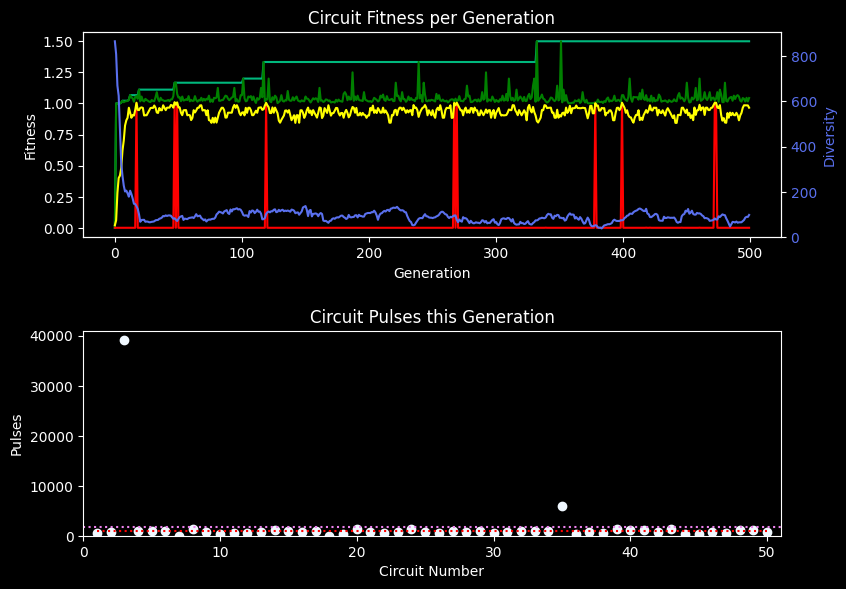 Circuit Fitness per Generation
1.50
1.25
1.00
0.75
0.50
0.25
0.00
Fitness
800
600
400
200
0
Diversity
0 100 200 300 400 500
Generation
Circuit Pulses this Generation
40000
30000
20000
10000
0
Pulses
0 10 20 30 40 50
Circuit Number